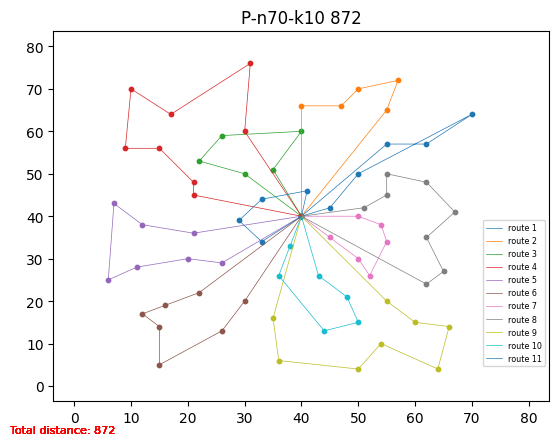 P-n70-k10 872
80
70
60
50
40
30
20
10
0
0 10 20 30 40 50 60 70 80
route 1
route 2
route 3
route 4
route 5
route 6
route 7
route 8
route 9
route 10
route 11
Total distance: 872